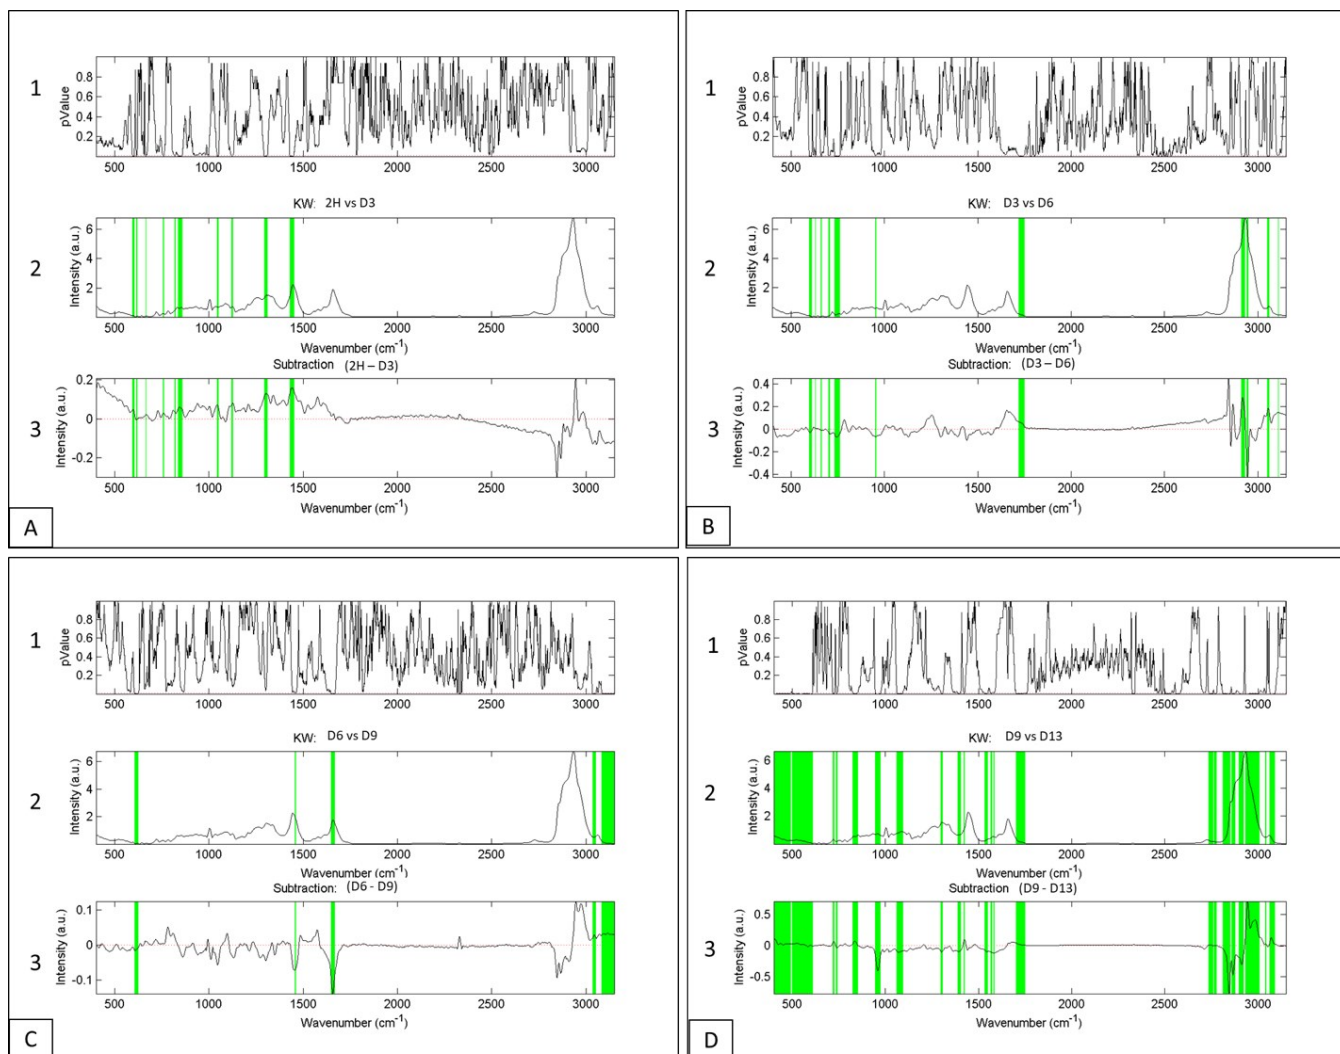 1
pValue
0.8
0.6
0.4
0.2
500 1000 1500 2000 2500 3000
KW: 2H vs D3
2
Intensity (a.u.)
6
4
2
500 1000 1500 2000 2500 3000
Wavenumber (cm-1)
Subtraction (2H – D3)
3
Intensity (a.u.)
0.2
0
-0.2
500 1000 1500 2000 2500 3000
Wavenumber (cm-1)
A
1
pValue
0.8
0.6
0.4
0.2
500 1000 1500 2000 2500 3000
KW: D3 vs D6
2
Intensity (a.u.)
6
4
2
500 1000 1500 2000 2500 3000
Wavenumber (cm-1)
Subtraction: (D3 – D6)
3
Intensity (a.u.)
0.4
0.2
0
-0.2
-0.4
500 1000 1500 2000 2500 3000
Wavenumber (cm-1)
B
1
pValue
0.8
0.6
0.4
0.2
500 1000 1500 2000 2500 3000
KW: D6 vs D9
2
Intensity (a.u.)
6
4
2
500 1000 1500 2000 2500 3000
Wavenumber (cm-1)
Subtraction: (D6 - D9)
3
Intensity (a.u.)
0.1
0
-0.1
500 1000 1500 2000 2500 3000
Wavenumber (cm-1)
C
1
pValue
0.8
0.6
0.4
0.2
500 1000 1500 2000 2500 3000
KW: D9 vs D13
2
Intensity (a.u.)
6
4
2
500 1000 1500 2000 2500 3000
Wavenumber (cm-1)
Subtraction (D9 - D13)
3
Intensity (a.u.)
0.5
0
-0.5
500 1000 1500 2000 2500 3000
Wavenumber (cm-1)
D